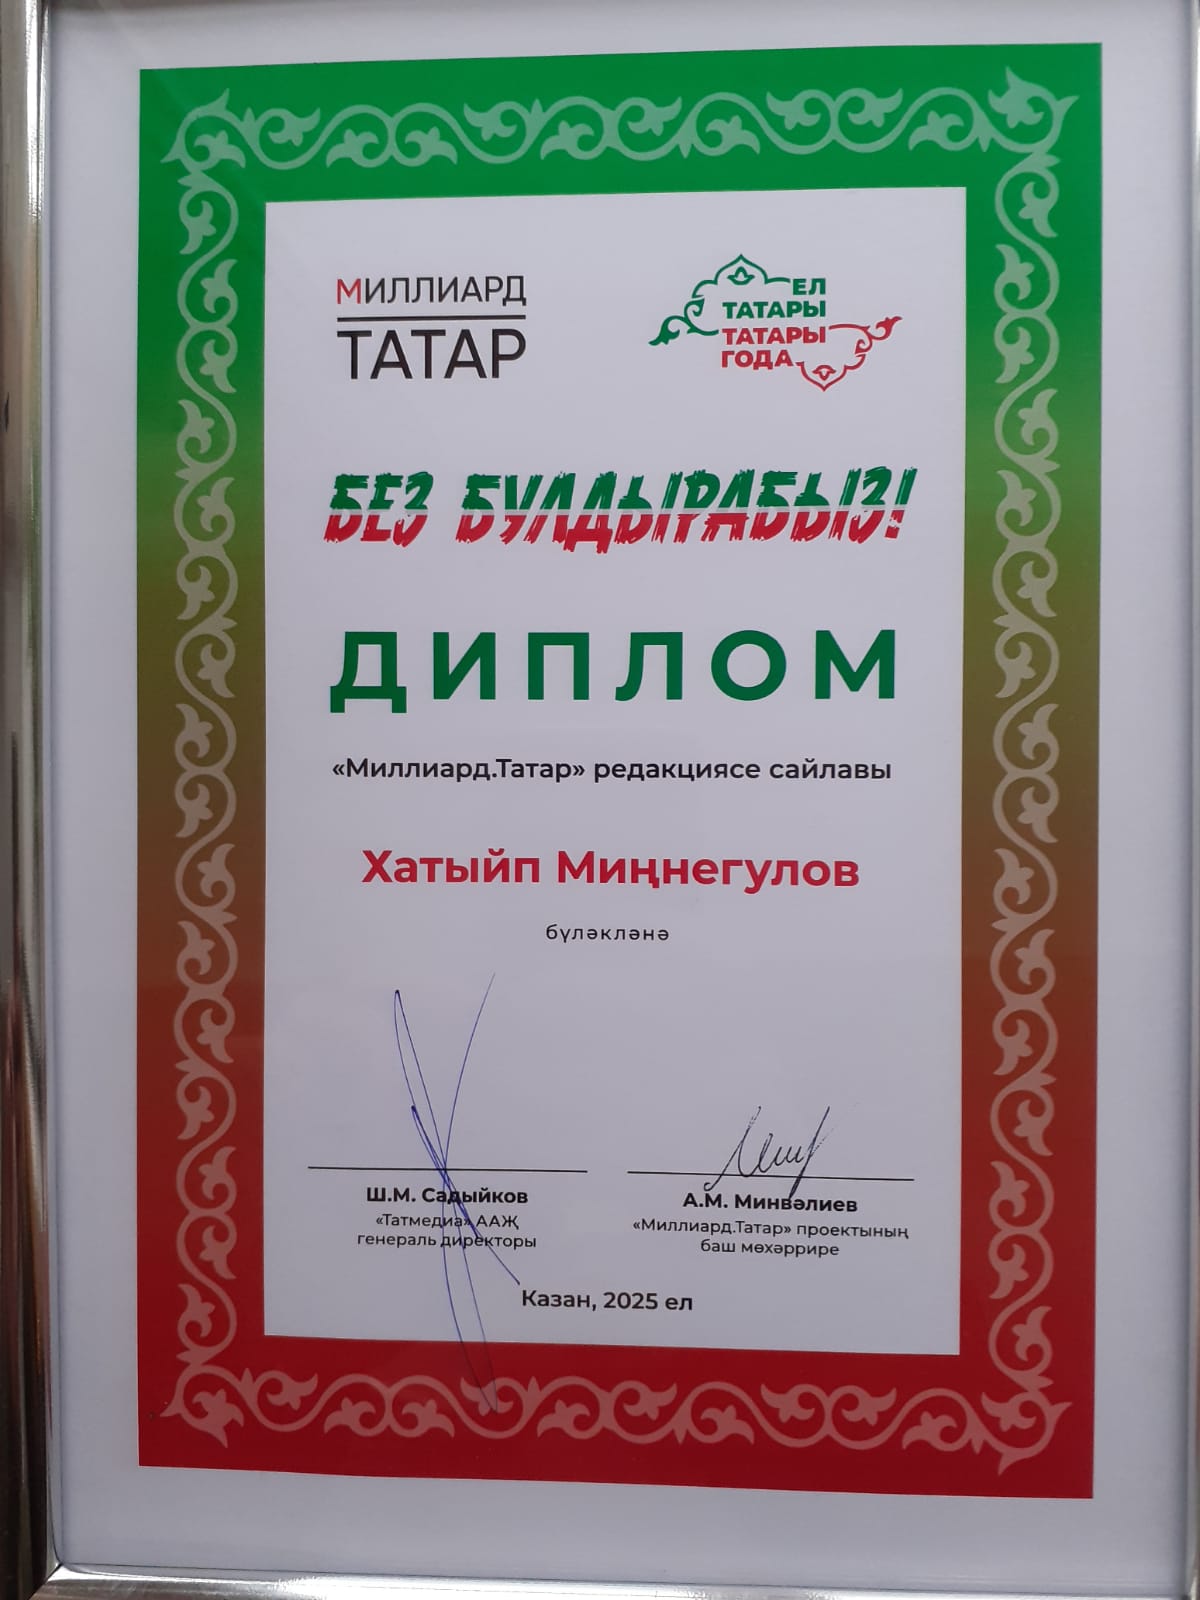 МИЛЛИАРД
ТАТАР
ЕЛ
ТАТАРЫ
ТАТАРЫ
ГОДА
БЕЗ БУЛДЫРАБЫЗ!
ДИПЛОМ
«Миллиард.Татар» редакциясе сайлавы
Хатыйп Миңнегулов
бүләкләнә
Ш.М. Садыйков
«Татмедиа» ААҖ
генераль директоры
А.М. Минвәлиев
«Миллиард.Татар» проектының
баш мөхәррире
Казан, 2025 ел